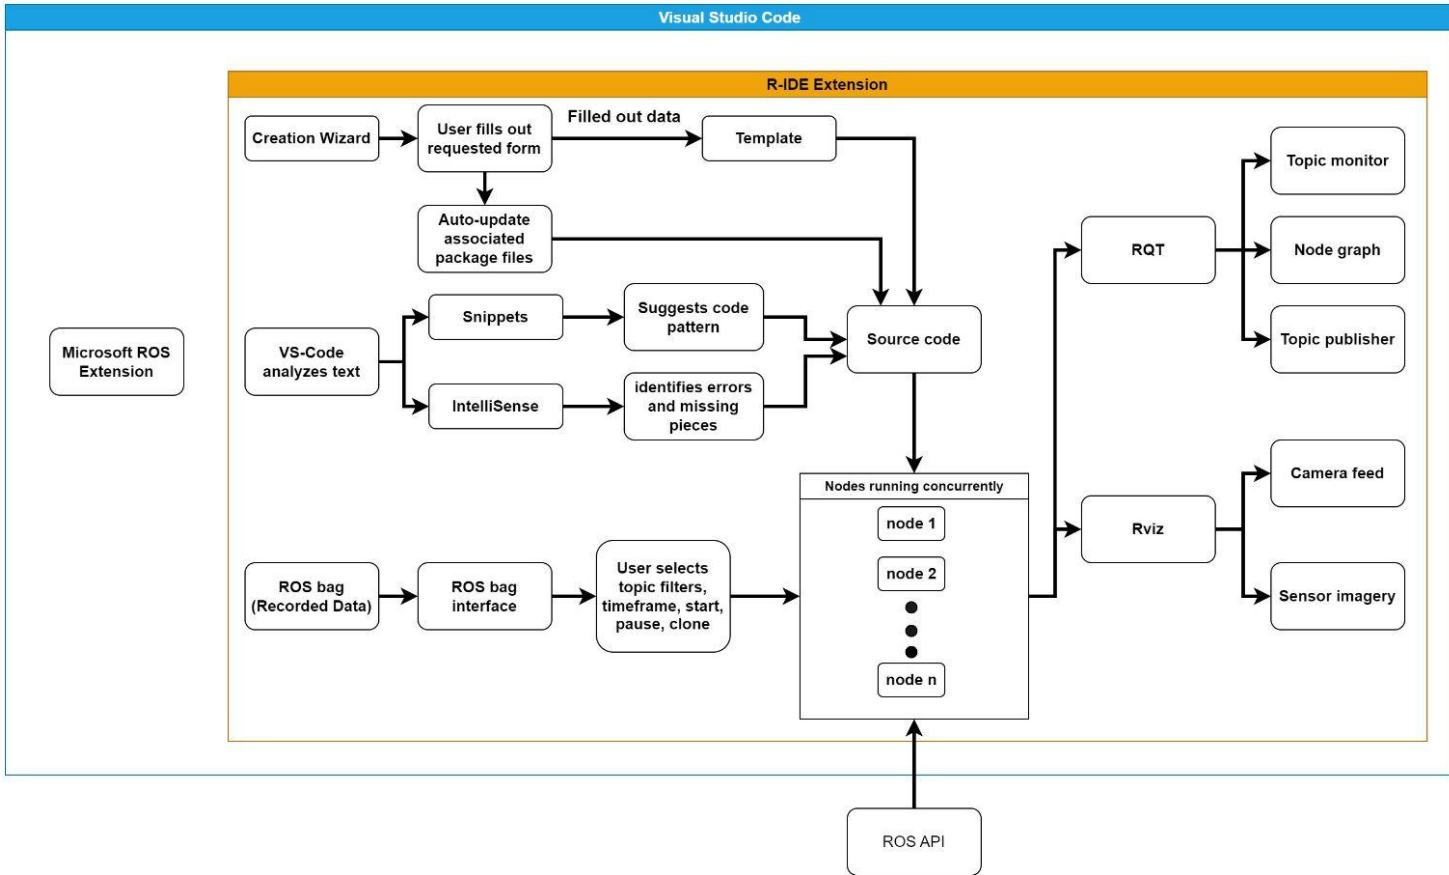 Visual Studio Code
R-IDE Extension
Creation Wizard
User fills out
requested form
Filled out data
Template
Auto-update
associated
package files
Topic monitor
RQT
Node graph
Topic publisher
Microsoft ROS
Extension
VS-Code
analyzes text
Snippets
Suggests code
pattern
IntelliSense
identifies errors
and missing
pieces
Source code
Nodes running concurrently
node 1
node 2
node n
ROS bag
(Recorded Data)
ROS bag
interface
User selects
topic filters,
timeframe, start,
pause, clone
Rviz
Camera feed
Sensor imagery
ROS API